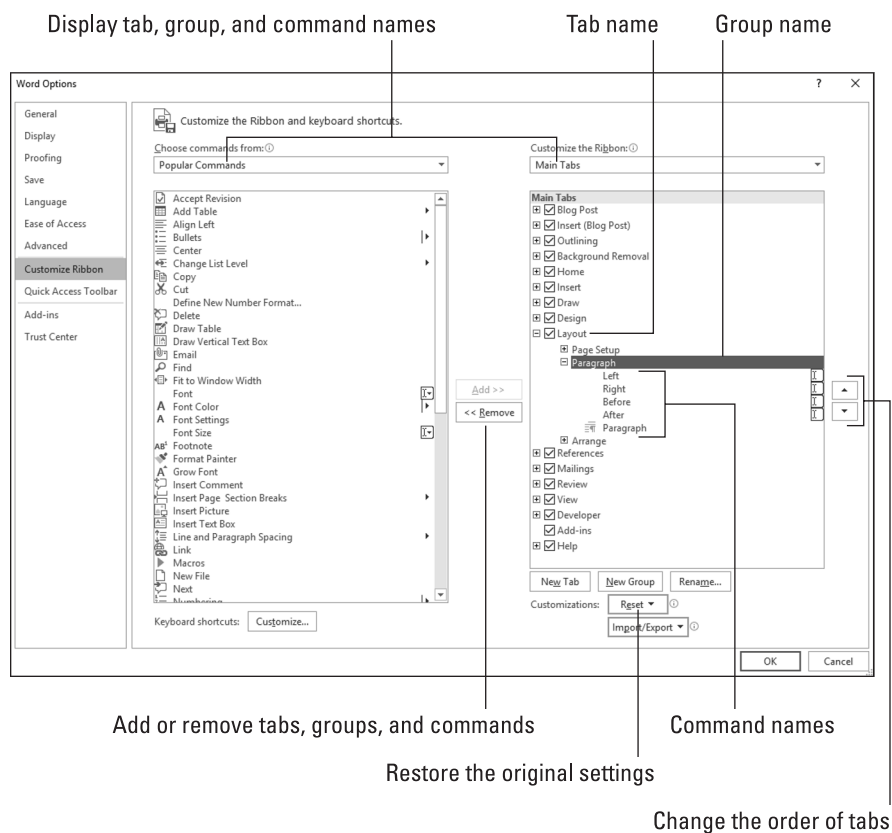 Display tab, group, and command names
Tab name
Group name
Word Options
?
General
Display
Proofing
Save
Language
Ease of Access
Advanced
Customize Ribbon
Quick Access Toolbar
Add-ins
Trust Center
Customize the Ribbon and keyboard shortcuts.
Choose commands from:
Popular Commands
Accept Revision
Add Table
Align Left
Bullets
Center
Change List Level
Copy
Cut
Define New Number Format...
Delete
Draw Table
Draw Vertical Text Box
Email
Find
Fit to Window Width
Font
Font Color
Font Settings
Font Size
Footnote
Format Painter
Grow Font
Insert Comment
Insert Page Section Breaks
Insert Picture
Insert Text Box
Line and Paragraph Spacing
Link
Macros
New File
Next
Numbering
Keyboard shortcuts: Customize...
Add >>
<< Remove
Customize the Ribbon:
Main Tabs
Main Tabs
Blog Post
Insert (Blog Post)
Outlining
Background Removal
Home
Insert
Draw
Design
Layout
Page Setup
Paragraph
Left
Right
Before
After
Paragraph
Arrange
References
Mailings
Review
View
Developer
Add-ins
Help
New Tab New Group Rename...
Customizations: Reset
Import/Export
OK Cancel
Add or remove tabs, groups, and commands
Command names
Restore the original settings
Change the order of tabs